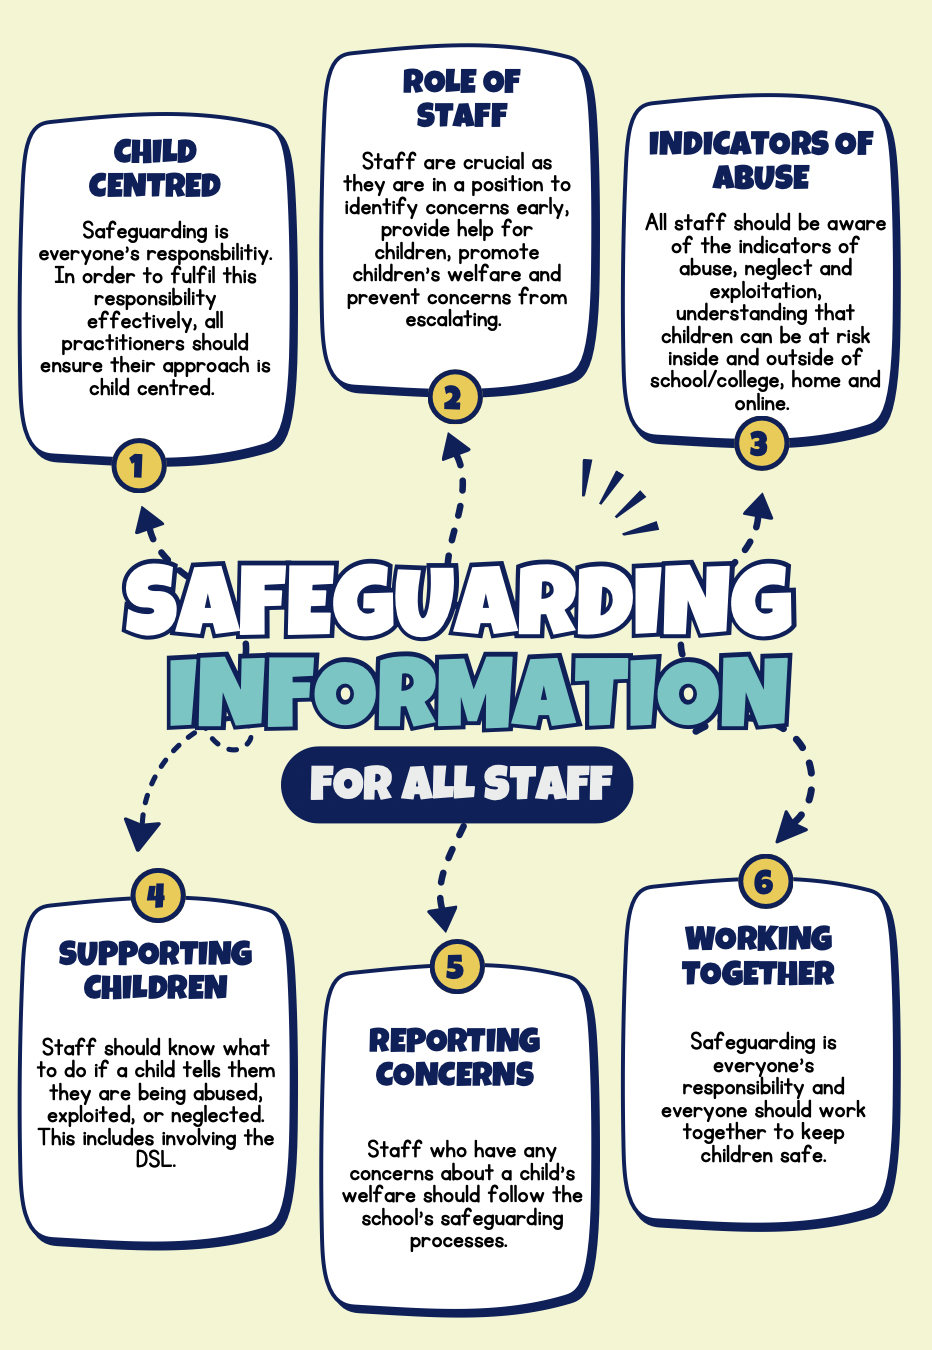 CHILD
CENTRED
Safeguarding is
everyone's responsbilitiy.
In order to fulfil this
responsibility
effectively, all
practitioners should
ensure their approach is
child centred.
1
ROLE OF
STAFF
Staff are crucial as
they are in a position to
identify concerns early,
provide help for
children, promote
children's welfare and
prevent concerns from
escalating.
2
INDICATORS OF
ABUSE
All staff should be aware
of the indicators of
abuse, neglect and
exploitation,
understanding that
children can be at risk
inside and outside of
school/college, home and
online.
3
SAFEGUARDING
INFORMATION
FOR ALL STAFF
4
SUPPORTING
CHILDREN
Staff should know what
to do if a child tells them
they are being abused,
exploited, or neglected.
This includes involving the
DSL.
5
REPORTING
CONCERNS
Staff who have any
concerns about a child's
welfare should follow the
school's safeguarding
processes.
6
WORKING
TOGETHER
Safeguarding is
everyone's
responsibility and
everyone should work
together to keep
children safe.